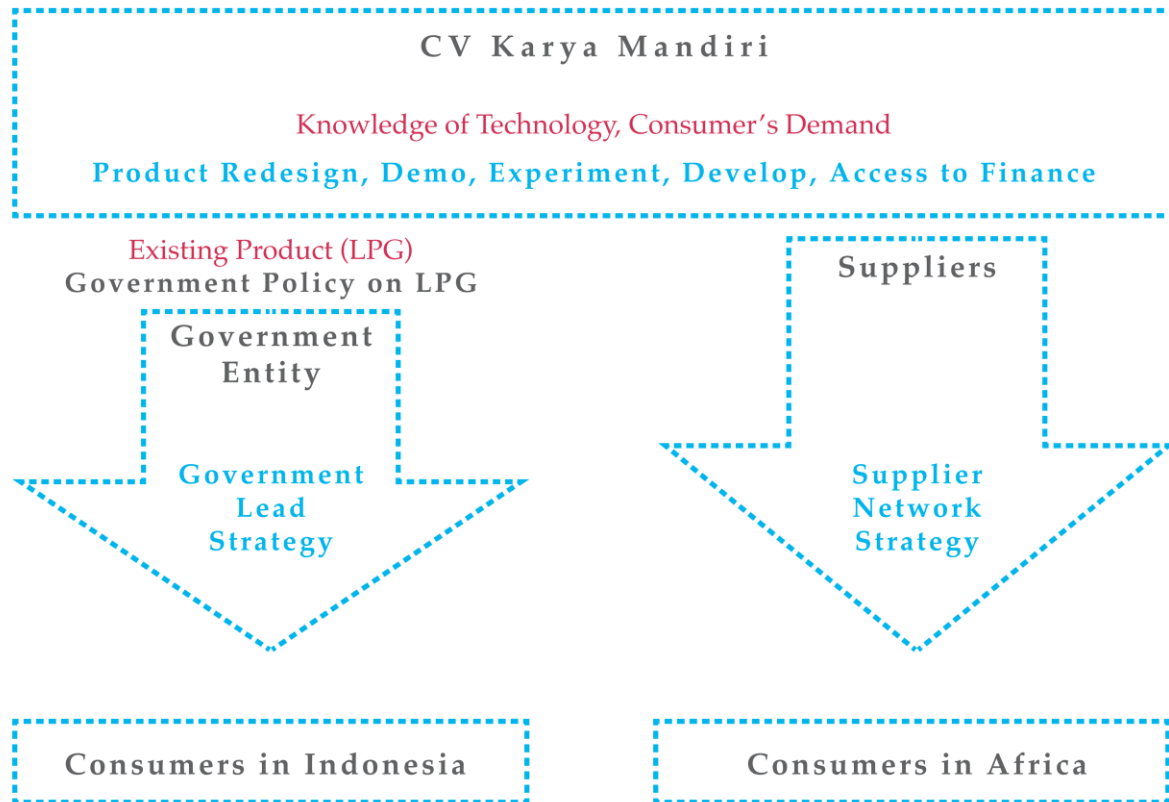 CV Karya Mandiri
Knowledge of Technology, Consumer’s Demand
Product Redesign, Demo, Experiment, Develop, Access to Finance
Existing Product (LPG)
Government Policy on LPG
Government
Entity
Government
Lead
Strategy
Suppliers
Supplier
Network
Strategy
Consumers in Indonesia
Consumers in Africa